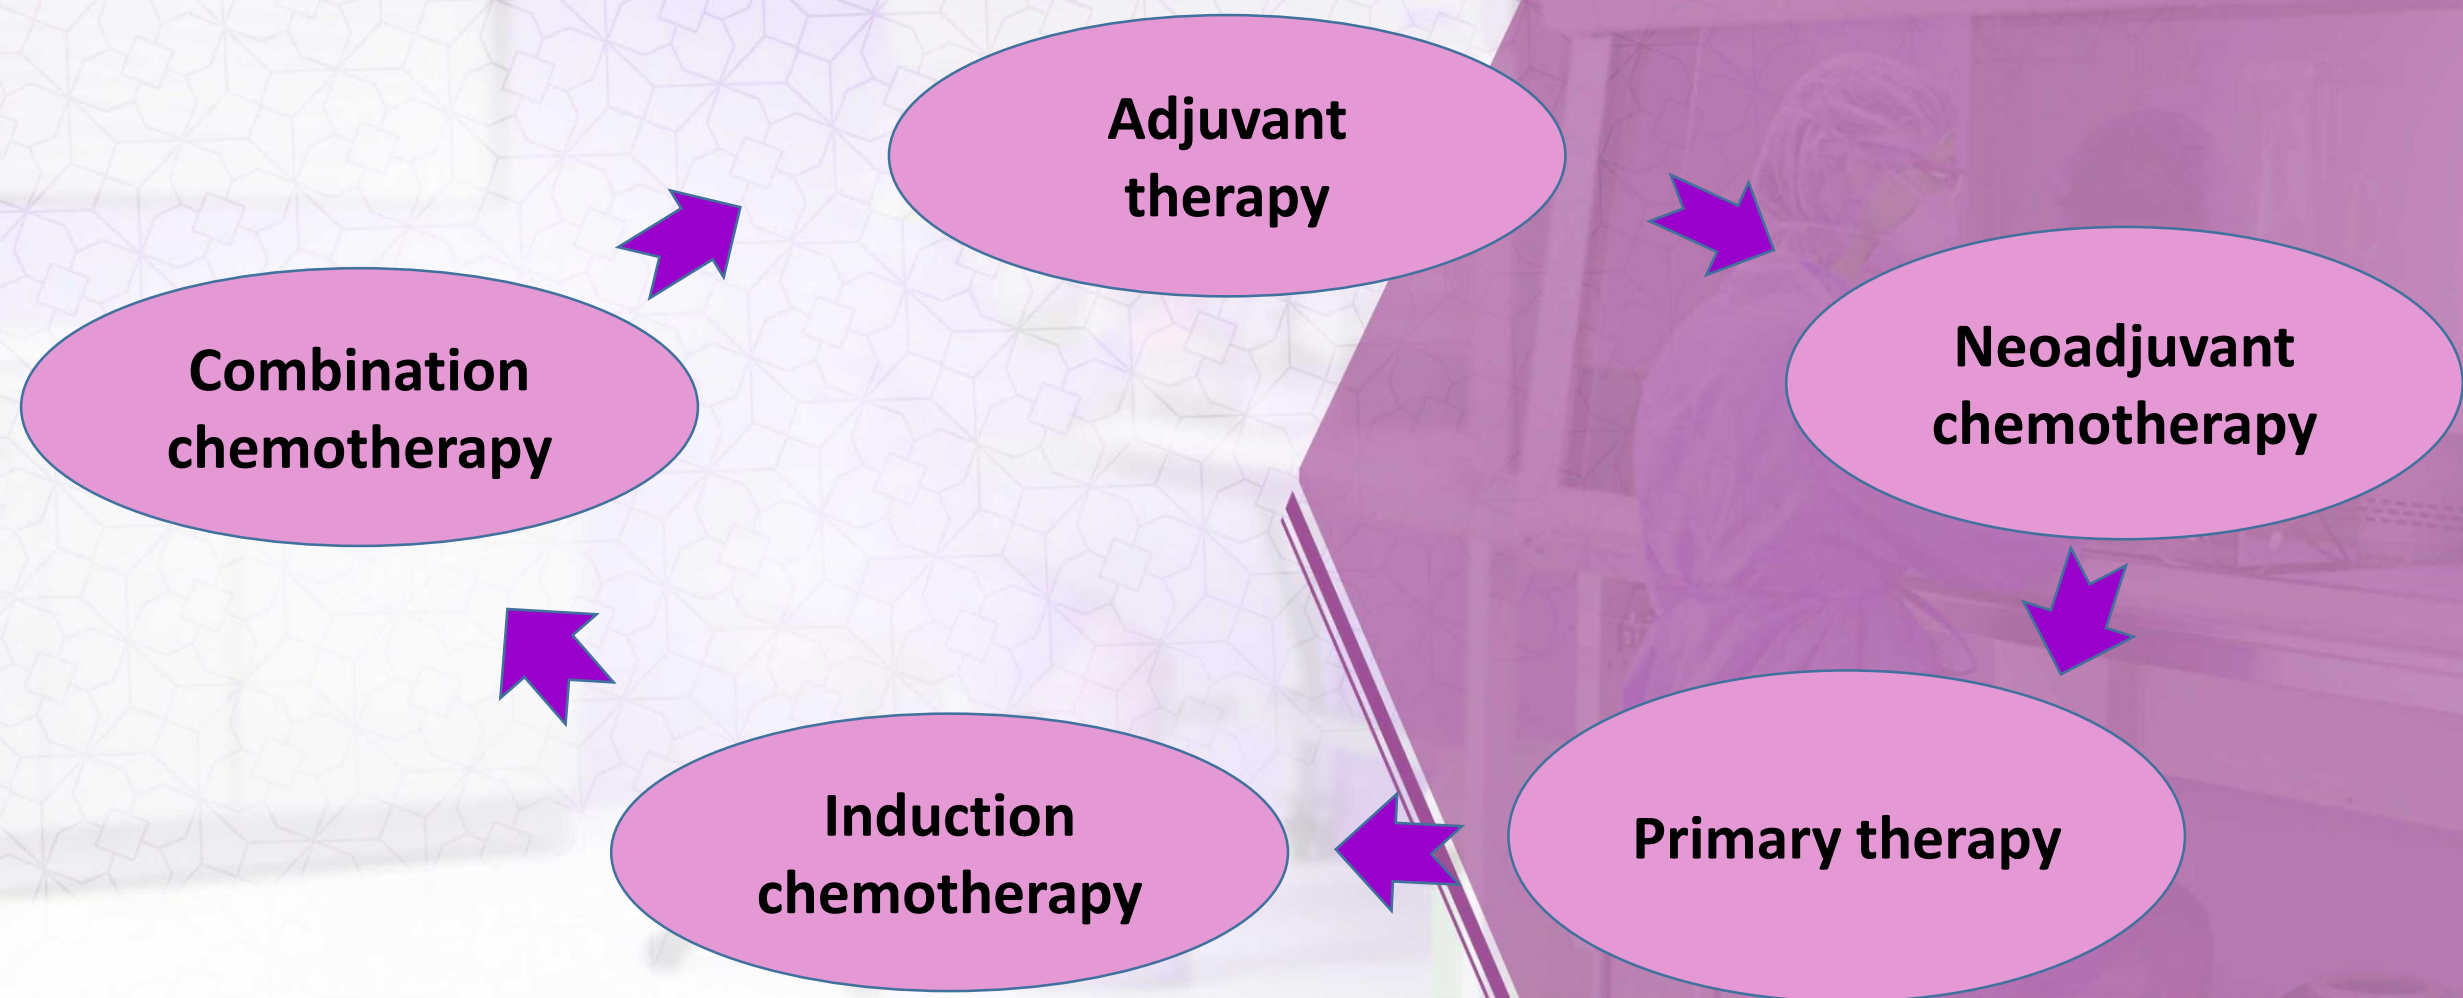 Adjuvant
therapy
Neoadjuvant
chemotherapy
Primary therapy
Induction
chemotherapy
Combination
chemotherapy